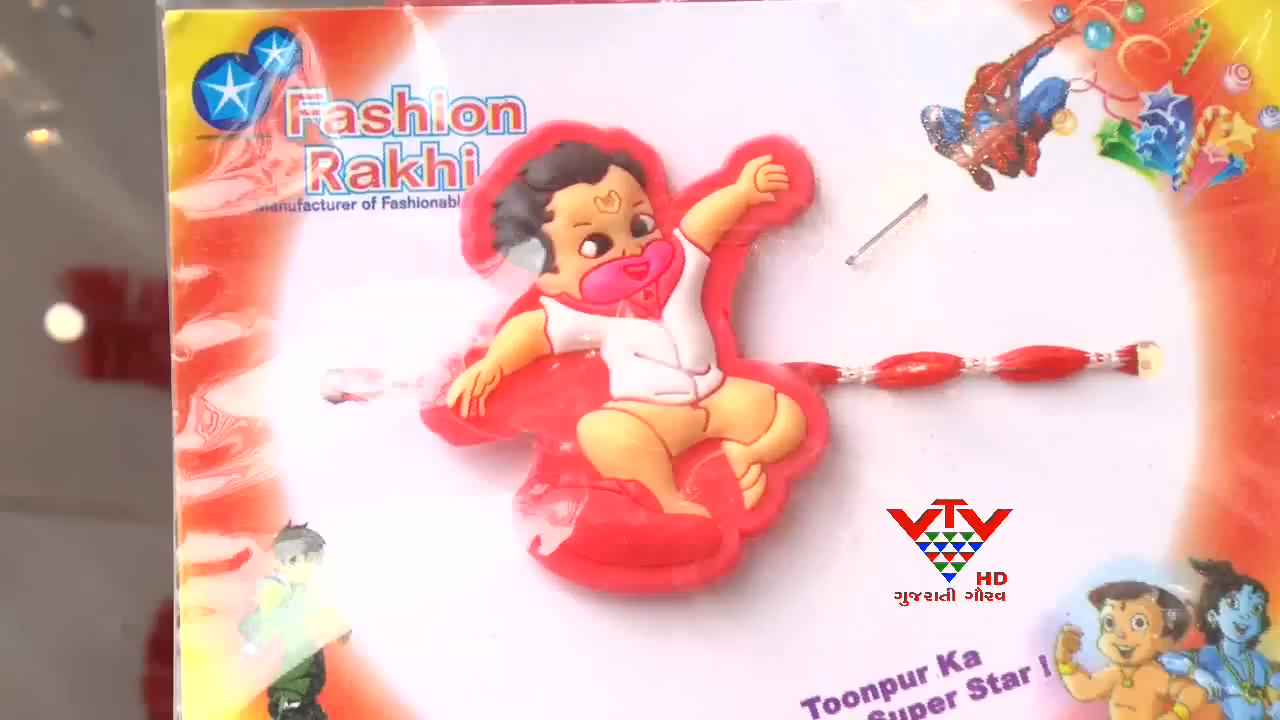 Fashion
Rakhi
Manufacturer of Fashionabl
VTV
HD
ગુજરાતી ગૌરવ
Toonpur Ka
Super Star !